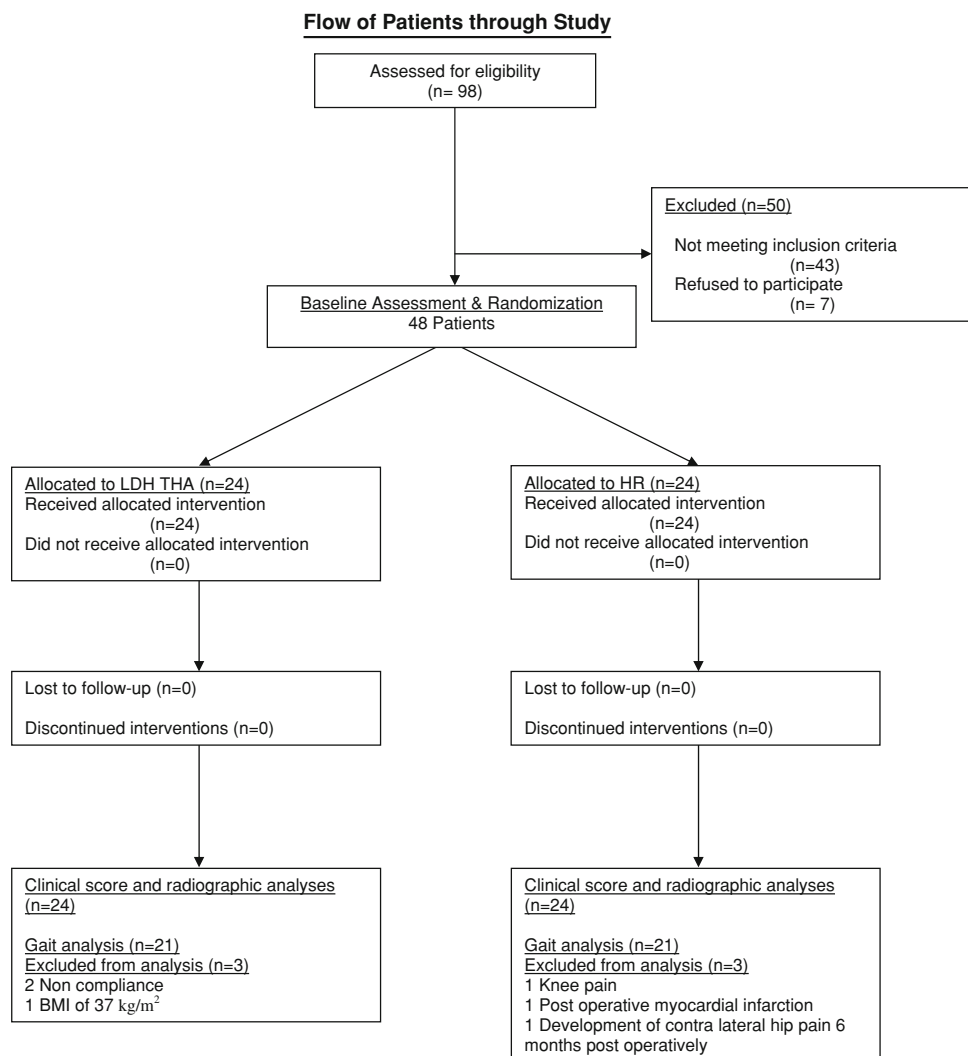 Flow of Patients through Study
Assessed for eligibility
(n= 98)
Excluded (n=50)
Not meeting inclusion criteria
(n=43)
Refused to participate
(n= 7)
Baseline Assessment & Randomization
48 Patients
Allocated to LDH THA (n=24)
Received allocated intervention
(n=24)
Did not receive allocated intervention
(n=0)
Allocated to HR (n=24)
Received allocated intervention
(n=24)
Did not receive allocated intervention
(n=0)
Lost to follow-up (n=0)
Discontinued interventions (n=0)
Lost to follow-up (n=0)
Discontinued interventions (n=0)
Clinical score and radiographic analyses
(n=24)
Gait analysis (n=21)
Excluded from analysis (n=3)
2 Non compliance
1 BMI of 37 kg/m²
Clinical score and radiographic analyses
(n=24)
Gait analysis (n=21)
Excluded from analysis (n=3)
1 Knee pain
1 Post operative myocardial infarction
1 Development of contra lateral hip pain 6
months post operatively